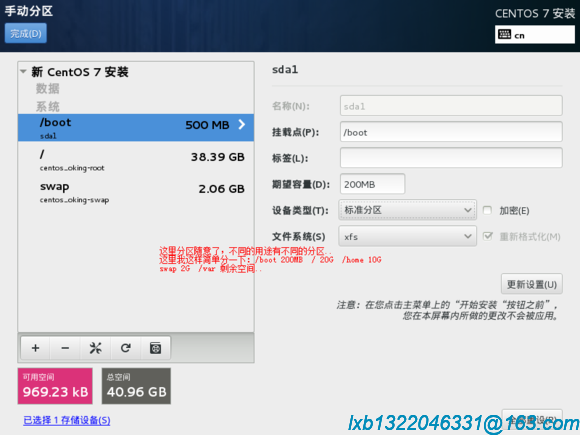 手动分区
CENTOS 7 安装
完成(D)
cn
新 CentOS 7 安装
数据
系统
/boot
500 MB
sda1
/
38.39 GB
centos_oking-root
swap
2.06 GB
centos_oking-swap
sda1
名称(N):
sda1
挂载点(P):
/boot
标签(L):
期望容量(D):
200MB
设备类型(T):
标准分区
加密(E)
文件系统(S)
xfs
重新格式化(M)
这里分区随意了；不同的用途有不同的分区..
这里我这样简单分一下：/boot 200MB / 20G /home 10G
swap 2G /var 剩余空间..
更新设置(U)
注意：在您点击主菜单上的“开始安装“按钮之前”，
您在本屏幕内所做的更改不会被应用。
可用空间
969.23 kB
总空间
40.96 GB
已选择 1 存储设备(S)
lxb1322046331@163.com